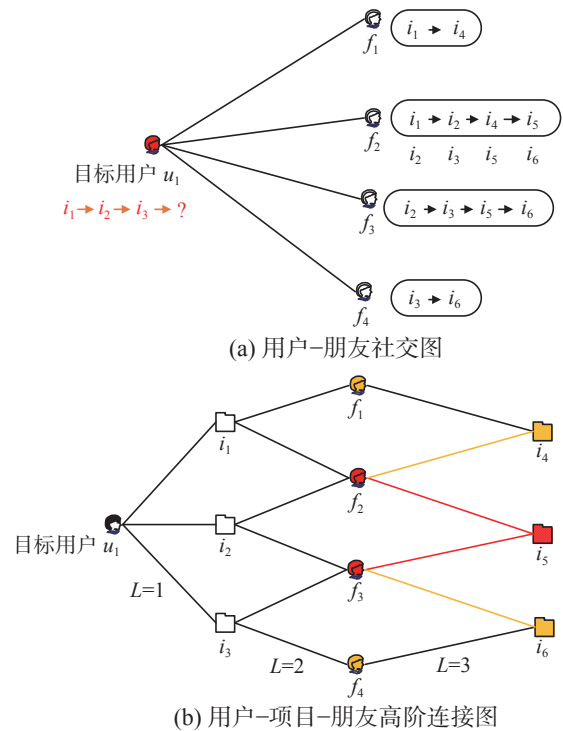 i₁ → i₄
f₁
i₁ → i₂ → i₄ → i₅
f₂
i₂ i₃ i₅ i₆
目标用户 u₁
i₁ → i₂ → i₃ → ?
i₂ → i₃ → i₅ → i₆
f₃
i₃ → i₆
f₄
(a) 用户−朋友社交图
f₁
i₁
i₄
f₂
目标用户 u₁
i₂
i₅
L=1
f₃
i₃
i₆
L=2
L=3
f₄
(b) 用户−项目−朋友高阶连接图